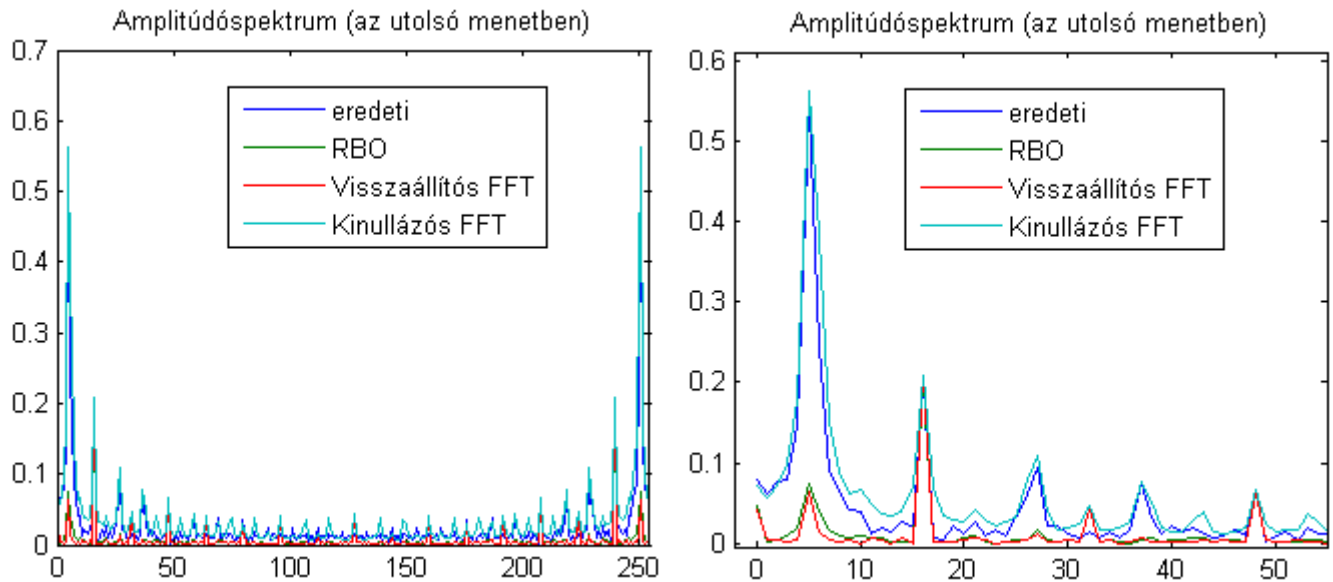 Amplitúdóspektrum (az utolsó menetben)
0.7
0.6
0.5
0.4
0.3
0.2
0.1
0
0
50
100
150
200
250
eredeti
RBO
Visszaállítós FFT
Kinullázós FFT
Amplitúdóspektrum (az utolsó menetben)
0.6
0.5
0.4
0.3
0.2
0.1
0
0
10
20
30
40
50
eredeti
RBO
Visszaállítós FFT
Kinullázós FFT